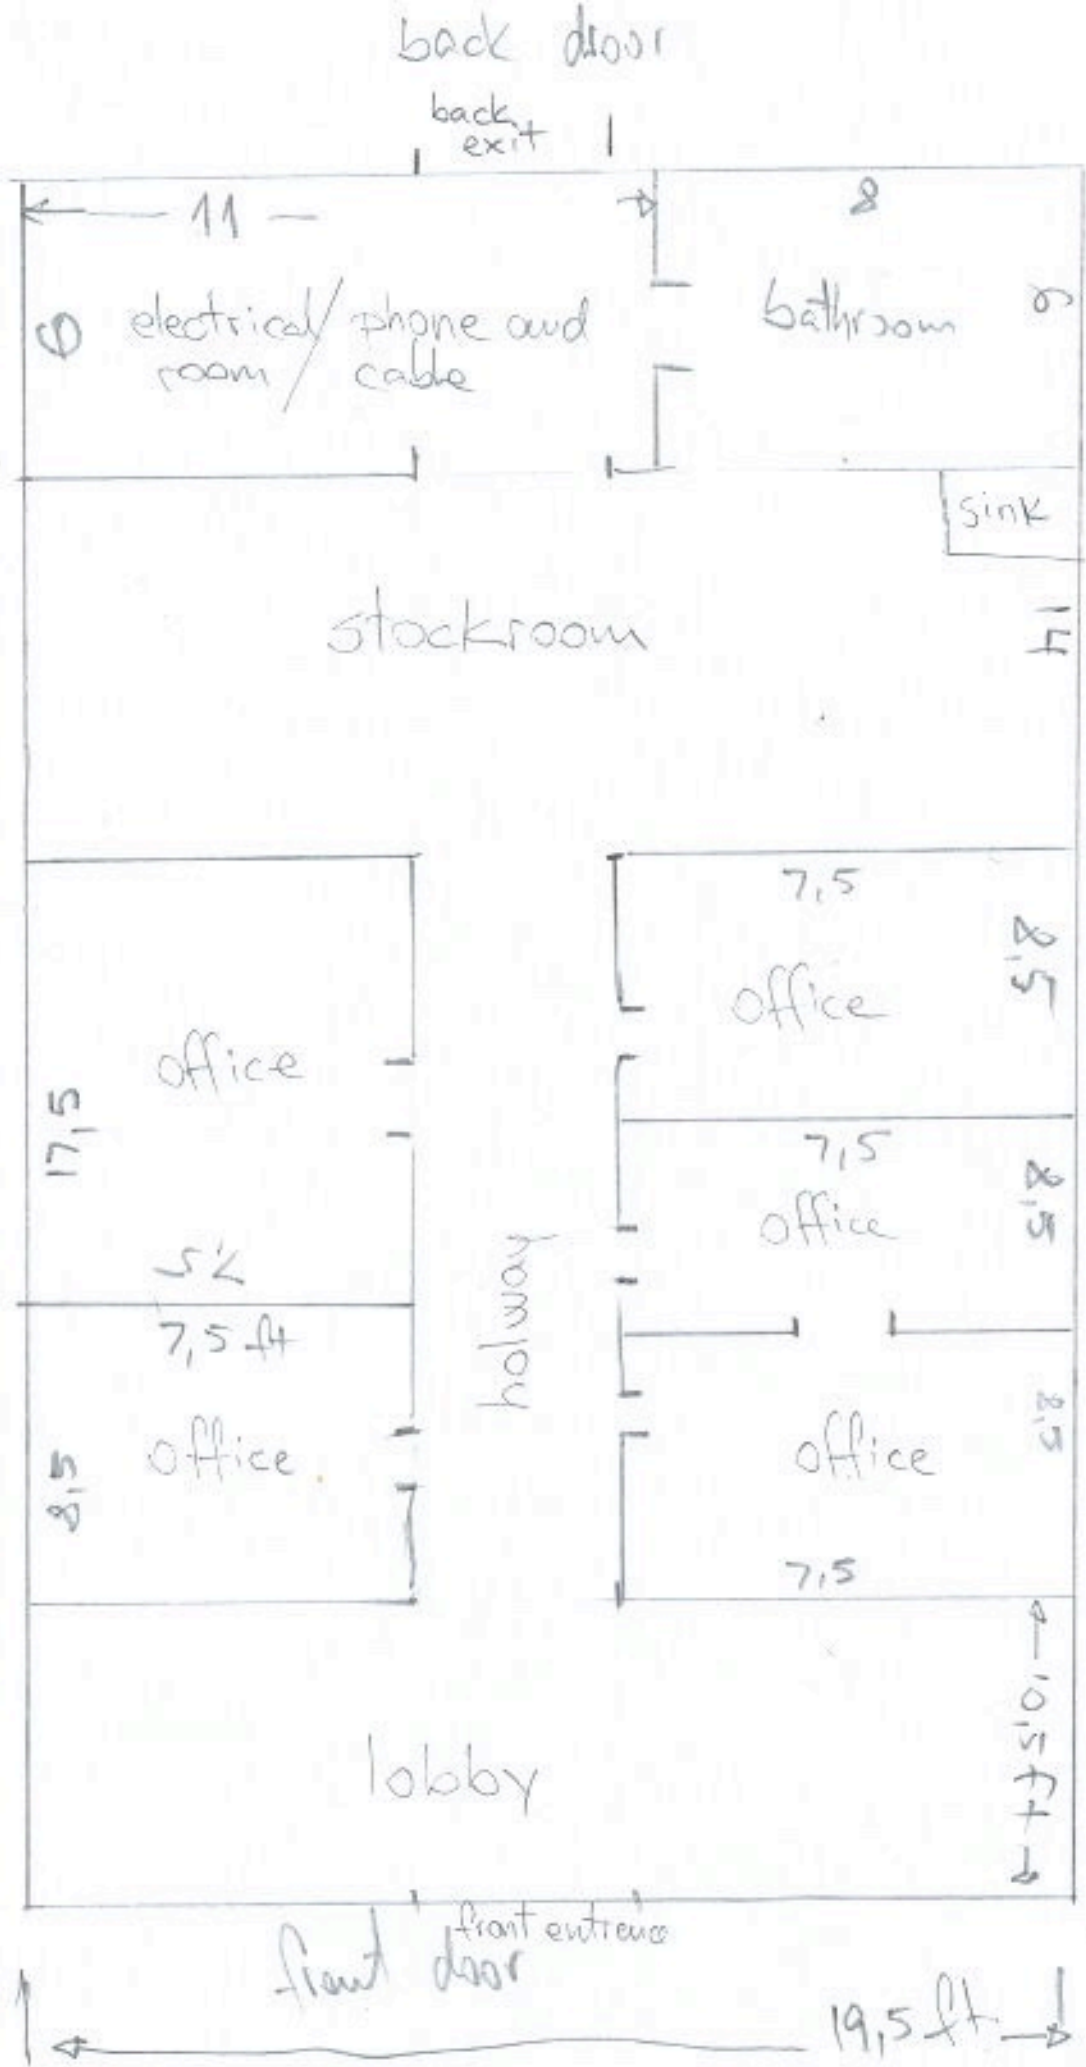 back door
back
exit
11
8
electrical/phone and
room/cable
6
bathroom
6
sink
stockroom
14
7,5
8,5
office
office
17,5
7,5
office
8,5
7,5
7,5 ft
holway
office
8,5
office
8,5
7,5
lobby
10,5 ft
front entrence
front door
19,5 ft